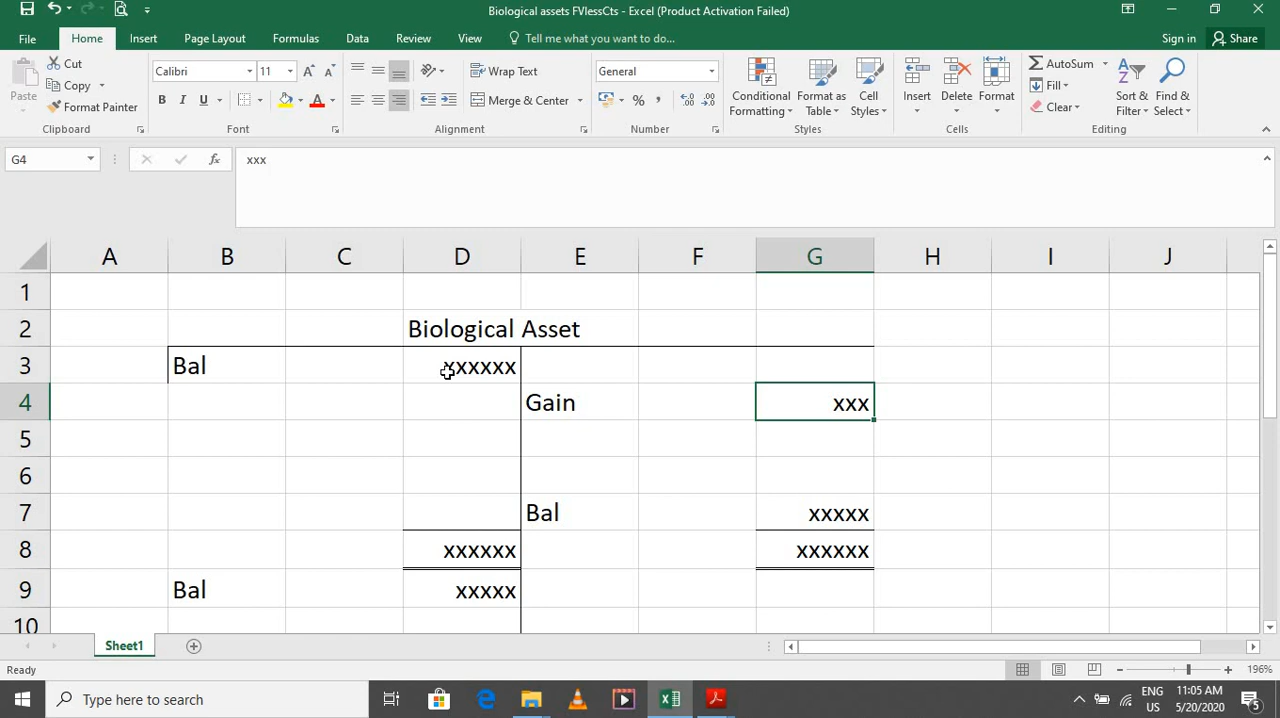 Biological assets FVlessCts - Excel (Product Activation Failed)
File Home Insert Page Layout Formulas Data Review View Tell me what you want to do... Sign in Share
Paste Cut Copy Format Painter Clipboard
Calibri 11 B I U A Font
Wrap Text Merge & Center Alignment
General % , Number
Conditional Formatting Format as Table Cell Styles Styles
Insert Delete Format Cells
AutoSum Fill Clear Sort & Filter Find & Select Editing
G4 fx xxx
A B C D E F G H I J
1
2 Biological Asset
3 Bal xxxxxx
4 Gain xxx
5
6
7 Bal xxxxx
8 xxxxxx xxxxxx
9 Bal xxxxx
10
Sheet1
Ready 196%
Type here to search ENG US 11:05 AM 5/20/2020 5